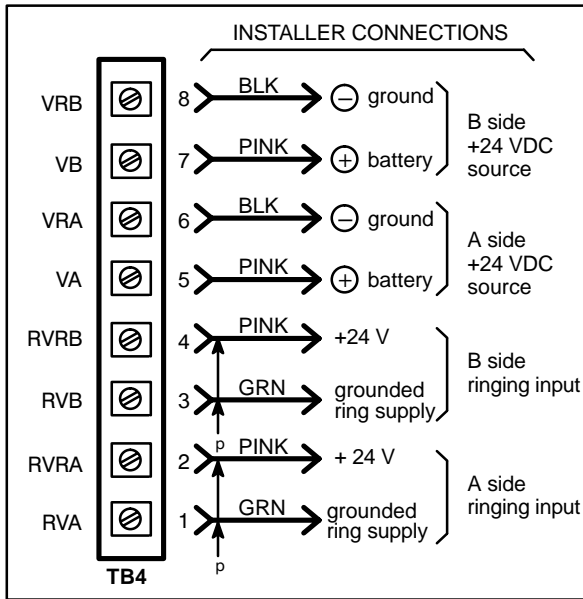 INSTALLER CONNECTIONS
VRB 8 BLK − ground
VB 7 PINK + battery
B side
+24 VDC
source
VRA 6 BLK − ground
VA 5 PINK + battery
A side
+24 VDC
source
RVRB 4 PINK +24 V
RVB 3 GRN grounded
ring supply
p
B side
ringing input
RVRA 2 PINK + 24 V
RVA 1 GRN grounded
ring supply
p
A side
ringing input
TB4